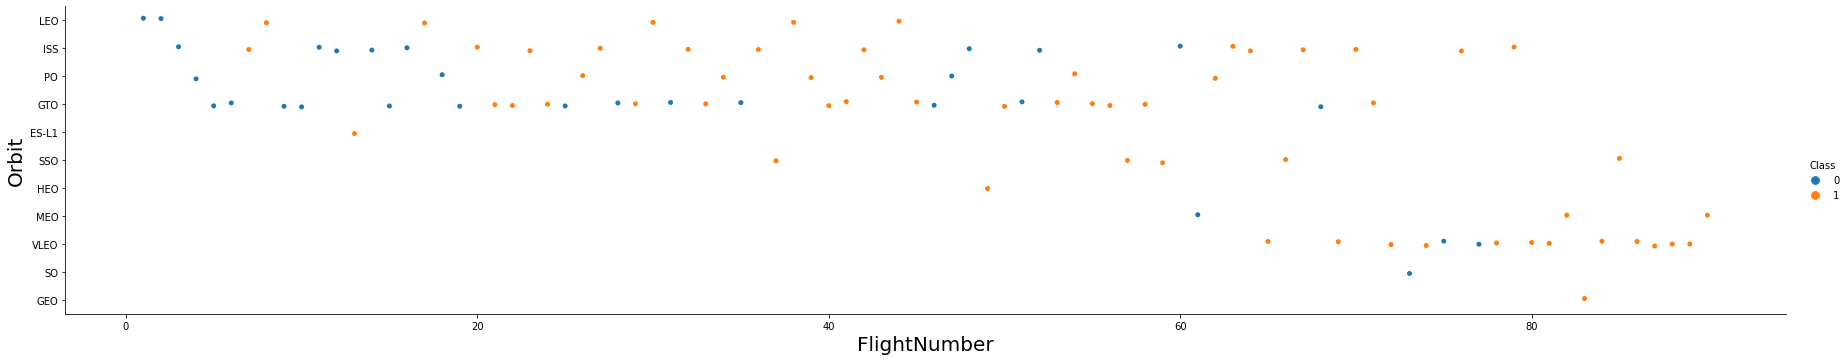 Orbit
LEO
ISS
PO
GTO
ES-L1
SSO
HEO
MEO
VLEO
SO
GEO
0
20
40
60
80
FlightNumber
Class
0
1